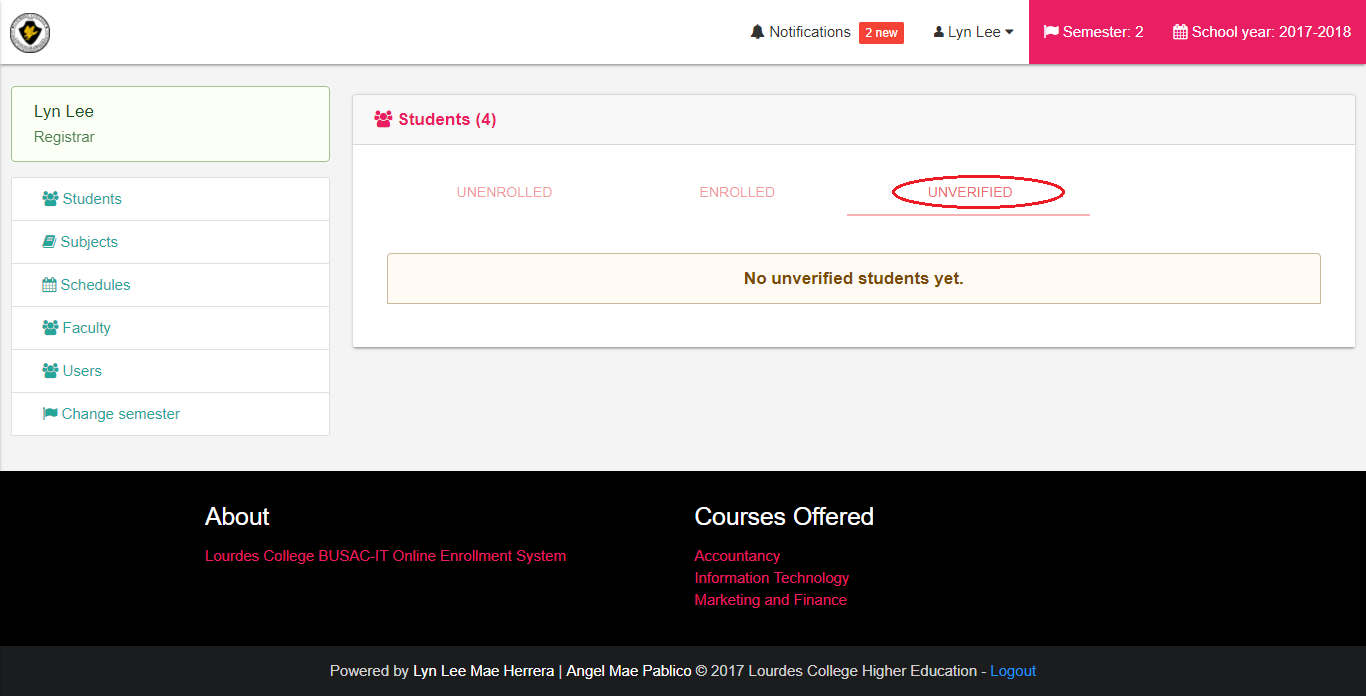 Notifications 2 new Lyn Lee Semester: 2 School year: 2017-2018
Lyn Lee
Registrar
Students
Subjects
Schedules
Faculty
Users
Change semester
Students (4)
UNENROLLED ENROLLED UNVERIFIED
No unverified students yet.
About
Lourdes College BUSAC-IT Online Enrollment System
Courses Offered
Accountancy
Information Technology
Marketing and Finance
Powered by Lyn Lee Mae Herrera | Angel Mae Pablico © 2017 Lourdes College Higher Education - Logout